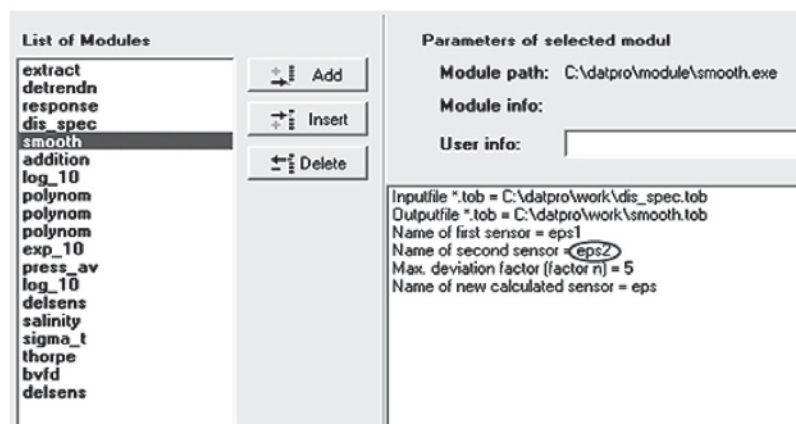 List of Modules
extract
detrendn
response
dis_spec
smooth
addition
log_10
polynom
polynom
polynom
exp_10
press_av
log_10
delsens
salinity
sigma_t
thorpe
bvfd
delsens
Add
Insert
Delete
Parameters of selected modul
Module path: C:\datpro\module\smooth.exe
Module info:
User info:
Inputfile *.tob = C:\datpro\work\dis_spec.tob
Outputfile *.tob = C:\datpro\work\smooth.tob
Name of first sensor = eps1
Name of second sensor = eps2
Max. deviation factor (factor n) = 5
Name of new calculated sensor = eps